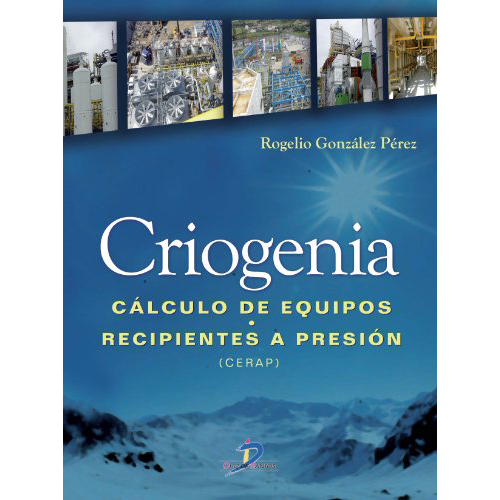 Rogelio González Pérez
Criogenia
CÁLCULO DE EQUIPOS
•
RECIPIENTES A PRESIÓN
(CERAP)